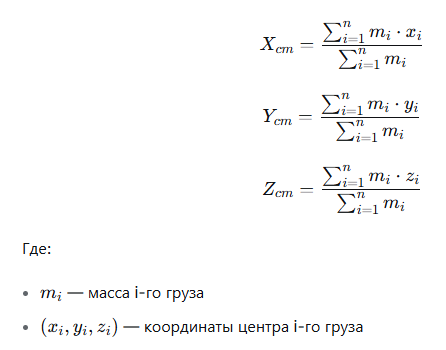 X_{cm} = \frac{\sum_{i=1}^{n} m_i \cdot x_i}{\sum_{i=1}^{n} m_i}
Y_{cm} = \frac{\sum_{i=1}^{n} m_i \cdot y_i}{\sum_{i=1}^{n} m_i}
Z_{cm} = \frac{\sum_{i=1}^{n} m_i \cdot z_i}{\sum_{i=1}^{n} m_i}
Где:
• m_i — масса i-го груза
• (x_i, y_i, z_i) — координаты центра i-го груза